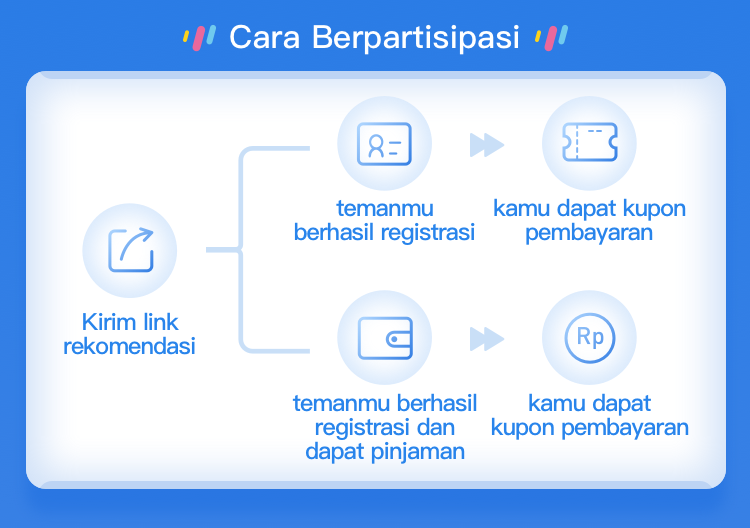 Cara Berpartisipasi
temanmu
berhasil registrasi
kamu dapat kupon
pembayaran
Kirim link
rekomendasi
Rp
temanmu berhasil
registrasi dan
dapat pinjaman
kamu dapat
kupon pembayaran